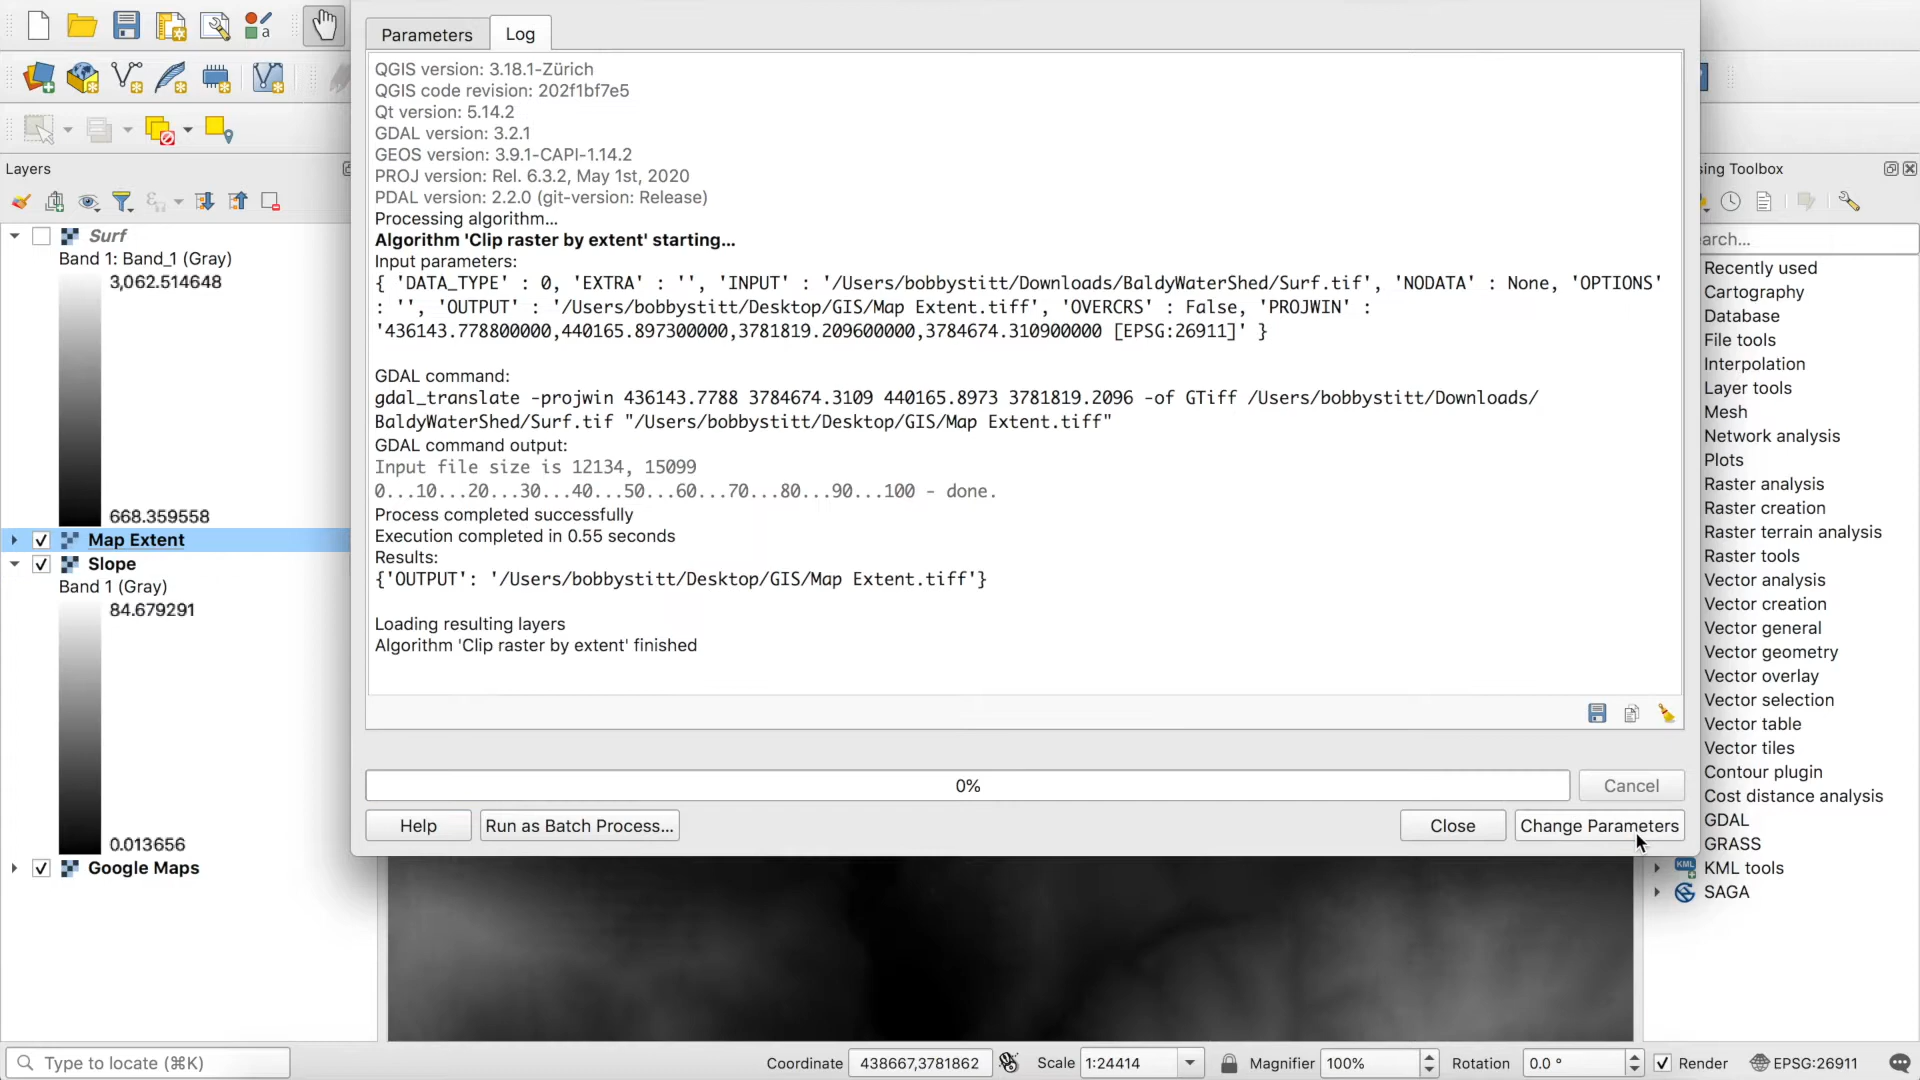 Parameters
Log
QGIS version: 3.18.1-Zürich
QGIS code revision: 202f1bf7e5
Qt version: 5.14.2
GDAL version: 3.2.1
GEOS version: 3.9.1-CAPI-1.14.2
PROJ version: Rel. 6.3.2, May 1st, 2020
PDAL version: 2.2.0 (git-version: Release)
Processing algorithm…
Algorithm 'Clip raster by extent' starting…
Input parameters:
{ 'DATA_TYPE' : 0, 'EXTRA' : '', 'INPUT' : '/Users/bobbystitt/Downloads/BaldyWaterShed/Surf.tif', 'NODATA' : None, 'OPTIONS'
: '', 'OUTPUT' : '/Users/bobbystitt/Desktop/GIS/Map Extent.tiff', 'OVERCRS' : False, 'PROJWIN' :
'436143.778800000,440165.897300000,3781819.209600000,3784674.310900000 [EPSG:26911]' }
GDAL command:
gdal_translate -projwin 436143.7788 3784674.3109 440165.8973 3781819.2096 -of GTiff /Users/bobbystitt/Downloads/
BaldyWaterShed/Surf.tif "/Users/bobbystitt/Desktop/GIS/Map Extent.tiff"
GDAL command output:
Input file size is 12134, 15099
0...10...20...30...40...50...60...70...80...90...100 - done.
Process completed successfully
Execution completed in 0.55 seconds
Results:
{'OUTPUT': '/Users/bobbystitt/Desktop/GIS/Map Extent.tiff'}
Loading resulting layers
Algorithm 'Clip raster by extent' finished
0%
Cancel
Help
Run as Batch Process…
Close
Change Parameters
Layers
Surf
Band 1: Band_1 (Gray)
3,062.514648
668.359558
Map Extent
Slope
Band 1 (Gray)
84.679291
0.013656
Google Maps
sing Toolbox
arch…
Recently used
Cartography
Database
File tools
Interpolation
Layer tools
Mesh
Network analysis
Plots
Raster analysis
Raster creation
Raster terrain analysis
Raster tools
Vector analysis
Vector creation
Vector general
Vector geometry
Vector overlay
Vector selection
Vector table
Vector tiles
Contour plugin
Cost distance analysis
GDAL
GRASS
KML tools
SAGA
Type to locate (⌘K)
Coordinate 438667,3781862
Scale 1:24414
Magnifier 100%
Rotation 0.0 °
Render
EPSG:26911